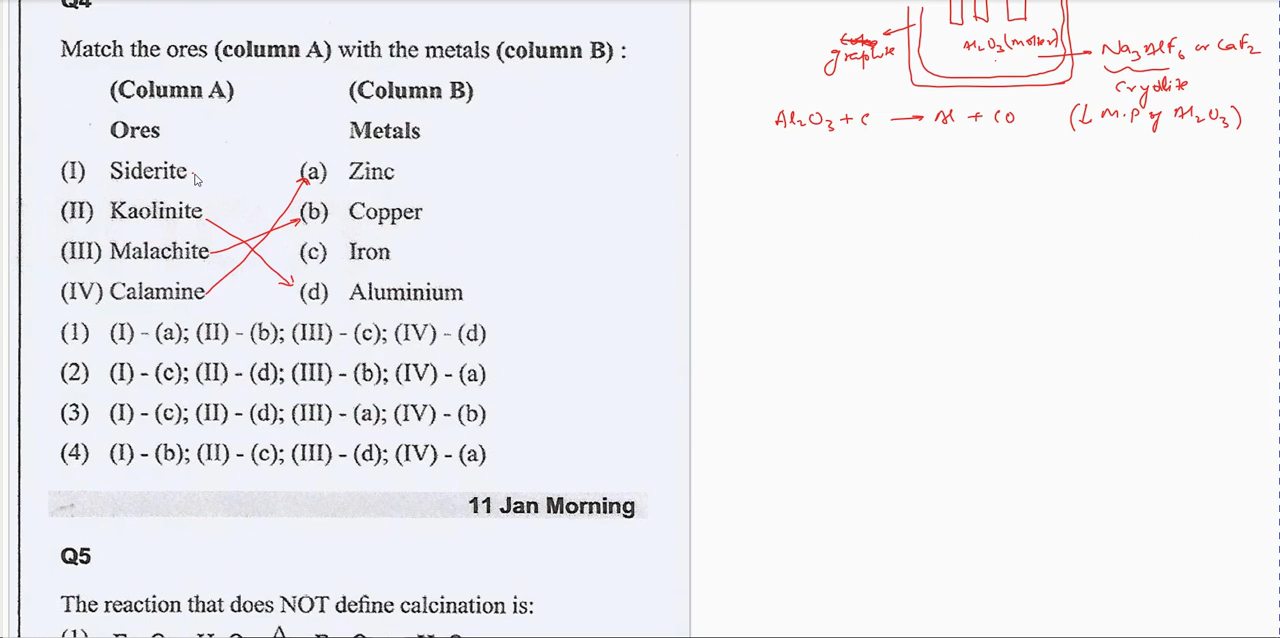 Q4
Match the ores (column A) with the metals (column B) :
(Column A) (Column B)
Ores Metals
(I) Siderite (a) Zinc
(II) Kaolinite (b) Copper
(III) Malachite (c) Iron
(IV) Calamine (d) Aluminium
(1) (I) - (a); (II) - (b); (III) - (c); (IV) - (d)
(2) (I) - (c); (II) - (d); (III) - (b); (IV) - (a)
(3) (I) - (c); (II) - (d); (III) - (a); (IV) - (b)
(4) (I) - (b); (II) - (c); (III) - (d); (IV) - (a)
11 Jan Morning
Q5
The reaction that does NOT define calcination is:
graphite
Al₂O₃ (molten)
Na₃AlF₆ or CaF₂
cryolite
Al₂O₃ + C → Al + CO (↓ M.P of Al₂O₃)